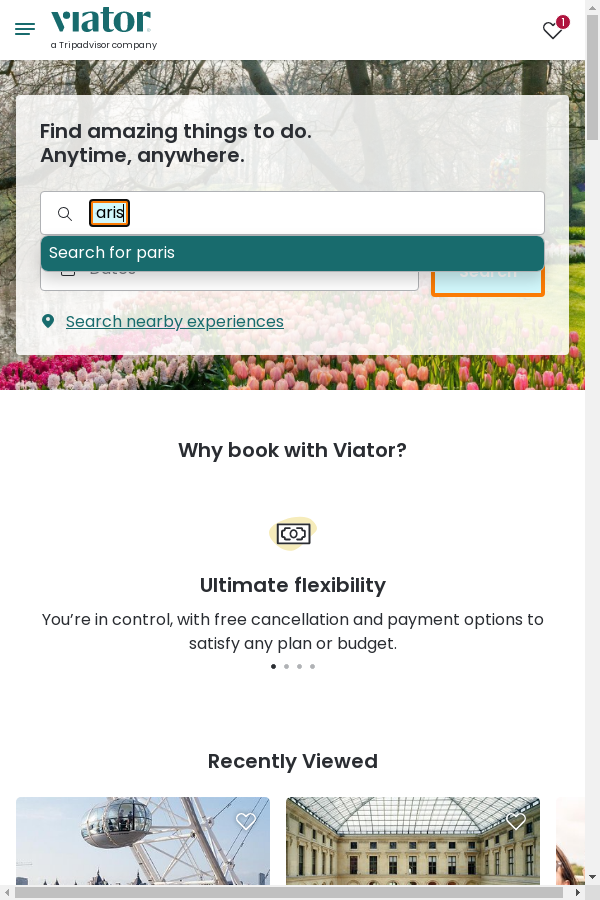 viator
a Tripadvisor company
1
Find amazing things to do.
Anytime, anywhere.
aris
Search for paris
Dates
Search
Search nearby experiences
Why book with Viator?
Ultimate flexibility
You’re in control, with free cancellation and payment options to
satisfy any plan or budget.
Recently Viewed